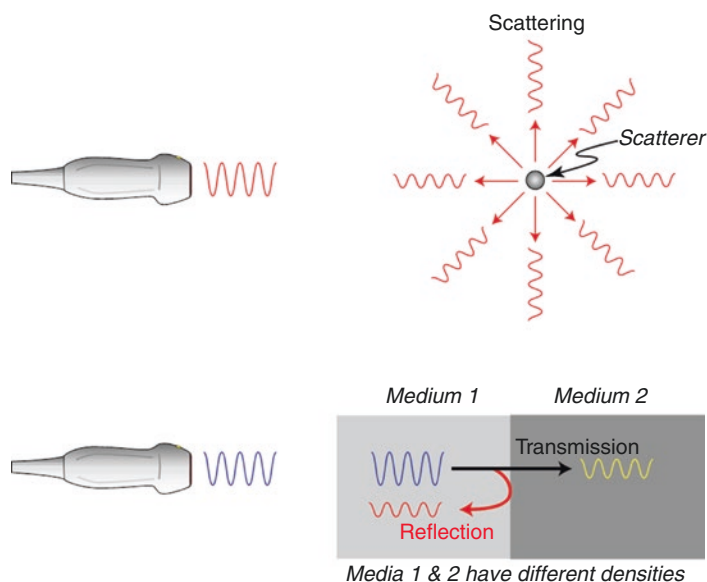 Scattering
Scatterer
Medium 1
Medium 2
Transmission
Reflection
Media 1 & 2 have different densities